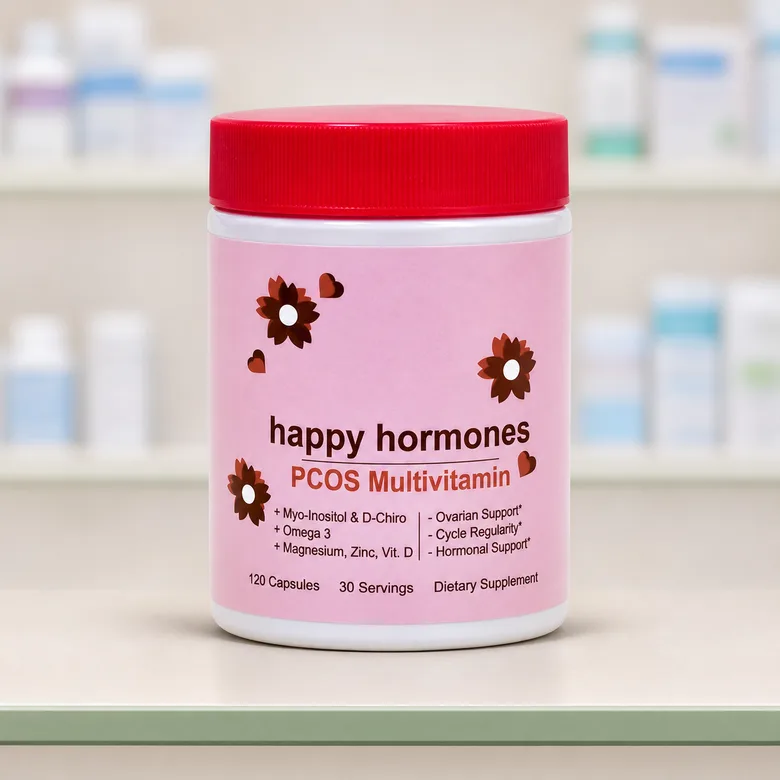 happy hormones
PCOS Multivitamin
+ Myo-Inositol & D-Chiro
+ Omega 3
+ Magnesium, Zinc, Vit. D
- Ovarian Support*
- Cycle Regularity*
- Hormonal Support*
120 Capsules 30 Servings Dietary Supplement